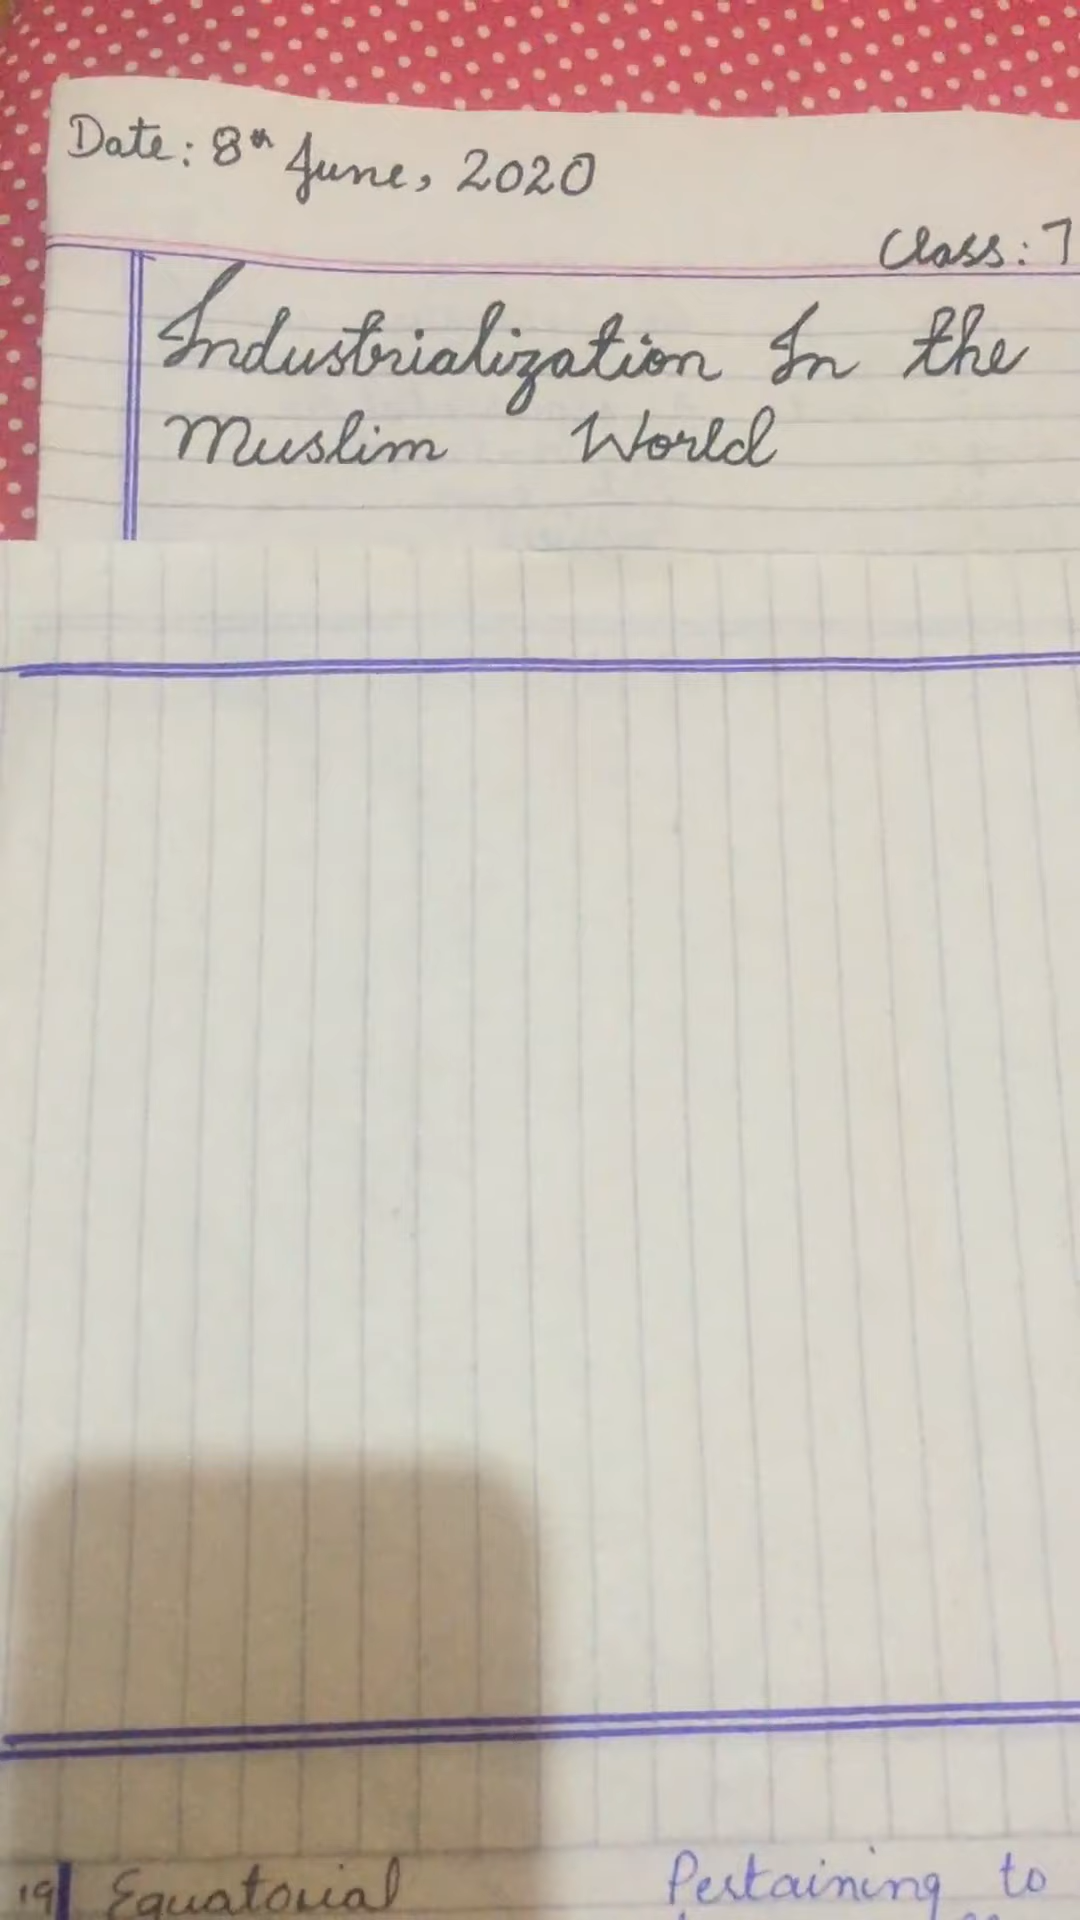 Date: 8th June, 2020
Class: 7
Industrialization In the
Muslim World
19 Equatorial Pertaining to